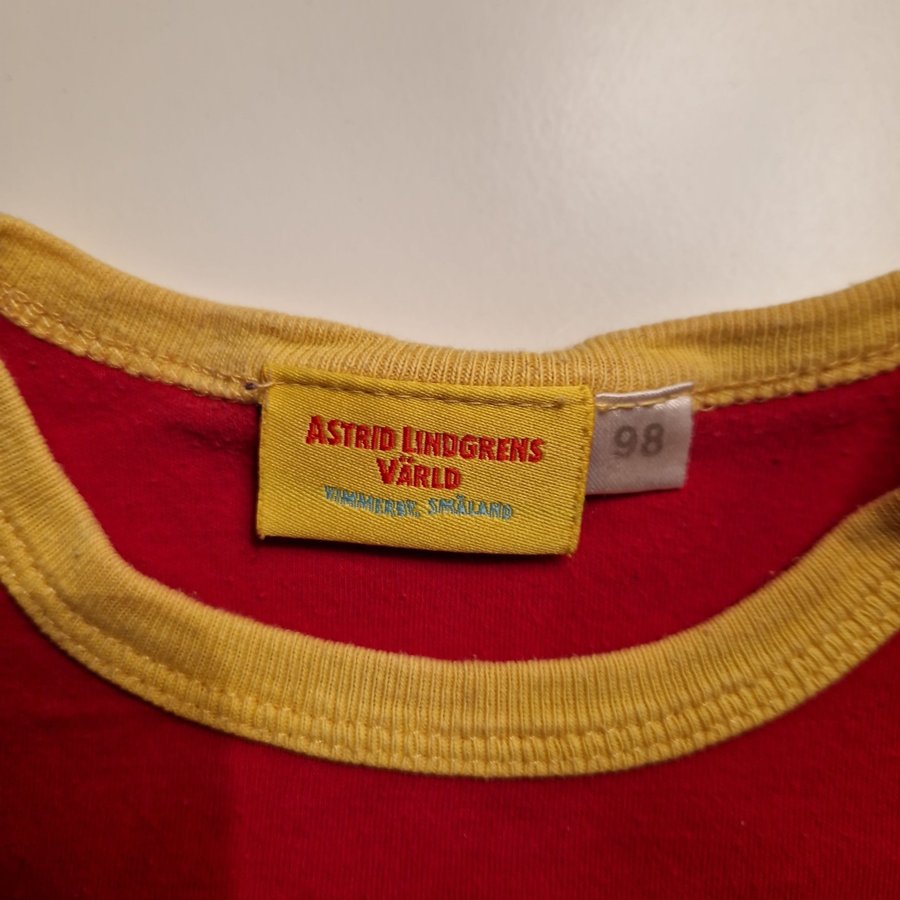 ASTRID LINDGRENS
VÄRLD
VIMMERBY, SMÅLAND
98